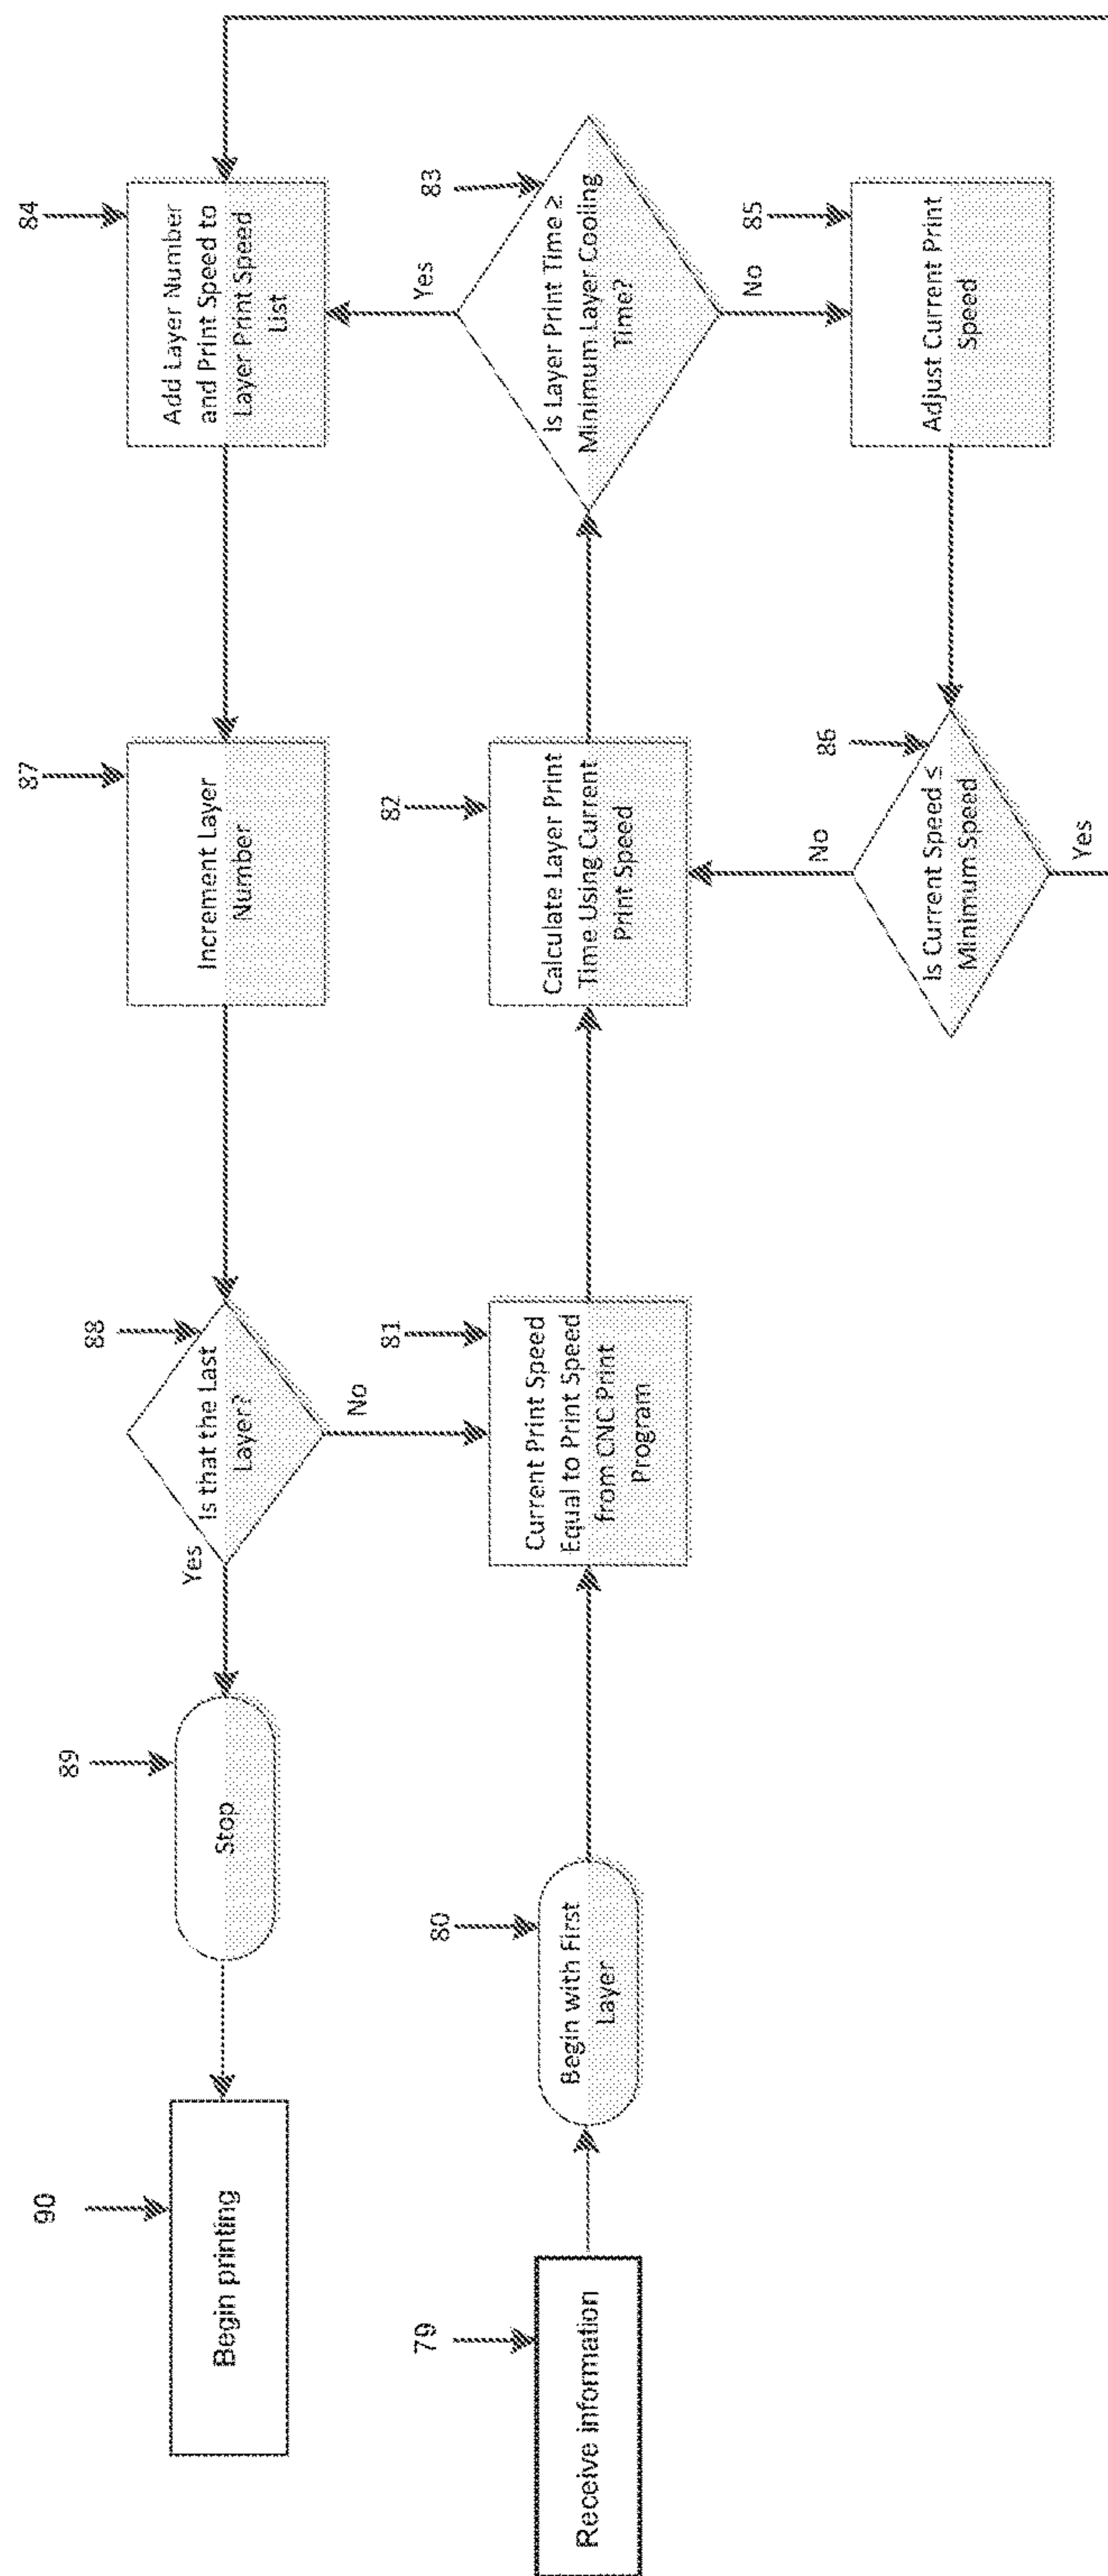 90
Begin printing
89
Stop
Yes
88
Is that the Last
Layer?
No
87
Increment Layer
Number
84
Add Layer Number
and Print Speed to
Layer Print Speed
List
79
Receive information
80
Begin with First
Layer
81
Current Print Speed
Equal to Print Speed
from CNC Print
Program
82
Calculate Layer Print
Time Using Current
Print Speed
Yes
83
Is Layer Print Time ≥
Minimum Layer Cooling
Time?
No
86
No
Is Current Speed ≤
Minimum Speed
Yes
85
Adjust Current Print
Speed